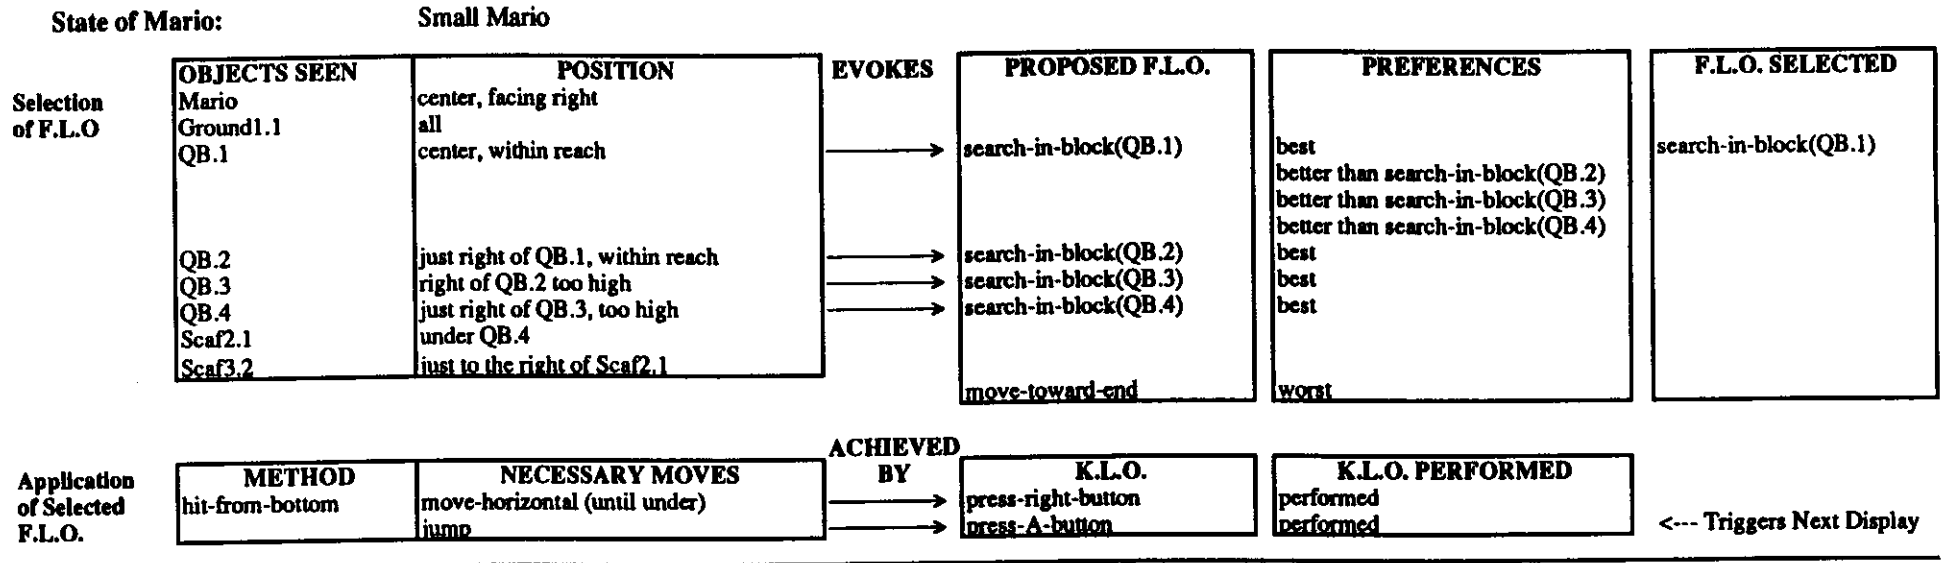 State of Mario: Small Mario
OBJECTS SEEN POSITION EVOKES PROPOSED F.L.O. PREFERENCES F.L.O. SELECTED
Selection Mario center, facing right
of F.L.O Ground1.1 all
QB.1 center, within reach search-in-block(QB.1) best search-in-block(QB.1)
better than search-in-block(QB.2)
better than search-in-block(QB.3)
better than search-in-block(QB.4)
QB.2 just right of QB.1, within reach search-in-block(QB.2) best
QB.3 right of QB.2 too high search-in-block(QB.3) best
QB.4 just right of QB.3, too high search-in-block(QB.4) best
Scaf2.1 under QB.4
Scaf3.2 just to the right of Scaf2.1
move-toward-end worst
ACHIEVED
Application METHOD NECESSARY MOVES BY K.L.O. K.L.O. PERFORMED
of Selected hit-from-bottom move-horizontal (until under) press-right-button performed
F.L.O. jump press-A-button performed <--- Triggers Next Display